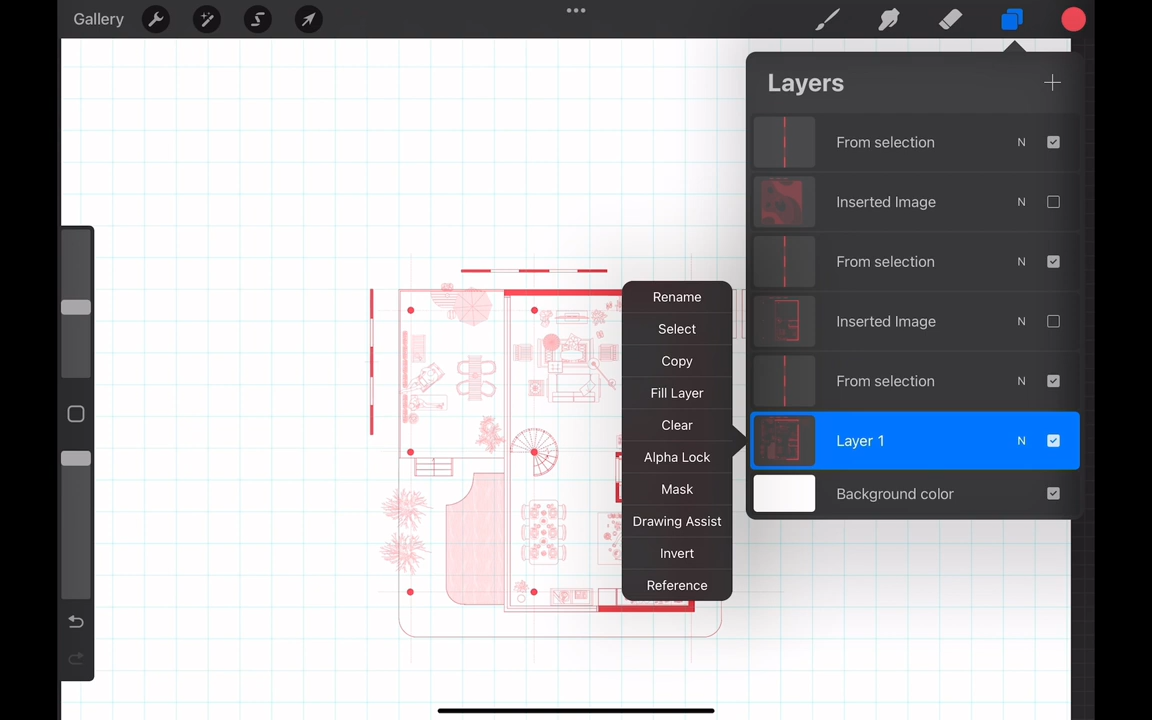 Gallery
Layers
From selection N
Inserted Image N
From selection N
Inserted Image N
From selection N
Layer 1 N
Background color
Rename
Select
Copy
Fill Layer
Clear
Alpha Lock
Mask
Drawing Assist
Invert
Reference